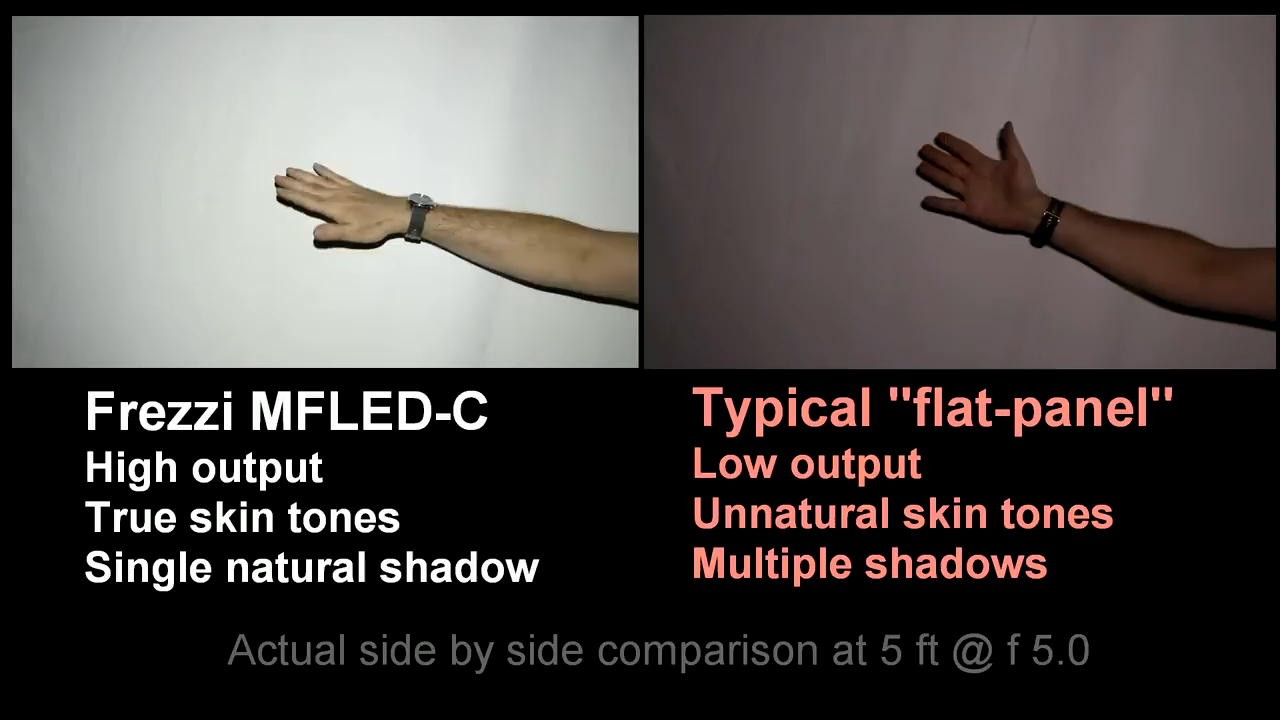 Frezzi MFLED-C
High output
True skin tones
Single natural shadow
Typical "flat-panel"
Low output
Unnatural skin tones
Multiple shadows
Actual side by side comparison at 5 ft @ f 5.0